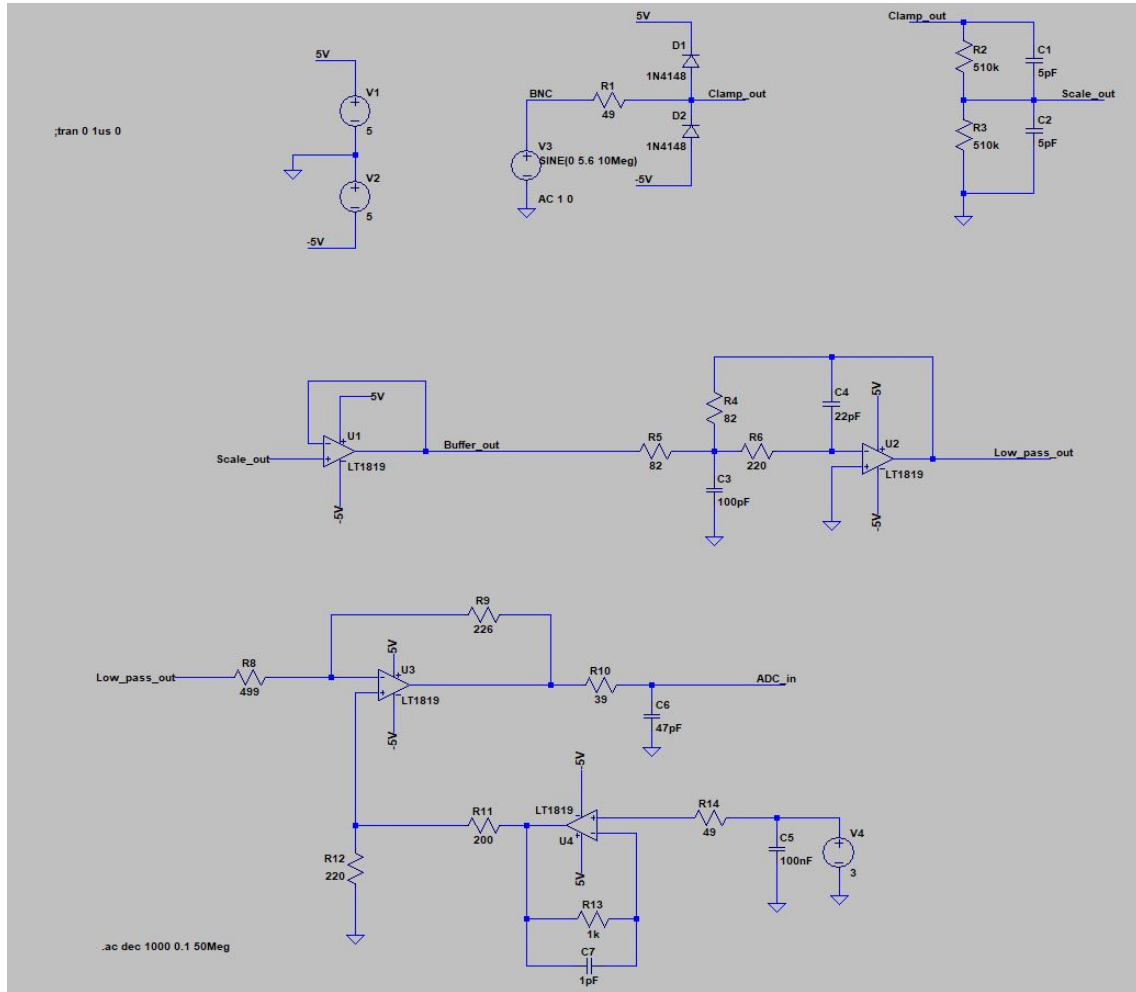 5V
V1
5
V2
5
-5V
;tran 0 1us 0
5V
D1
1N4148
BNC
R1
49
Clamp_out
D2
1N4148
V3
SINE(0 5.6 10Meg)
-5V
AC 1 0
Clamp_out
R2
510k
C1
5pF
Scale_out
R3
510k
C2
5pF
5V
U1
Scale_out
LT1819
-5V
Buffer_out
R4
82
C4
22pF
5V
R5
82
R6
220
U2
LT1819
Low_pass_out
C3
100pF
-5V
R9
226
5V
Low_pass_out
R8
499
U3
LT1819
-5V
R10
39
ADC_in
C6
47pF
-5V
LT1819
U4
5V
R11
200
R14
49
C5
100nF
V4
3
R12
220
R13
1k
C7
1pF
.ac dec 1000 0.1 50Meg